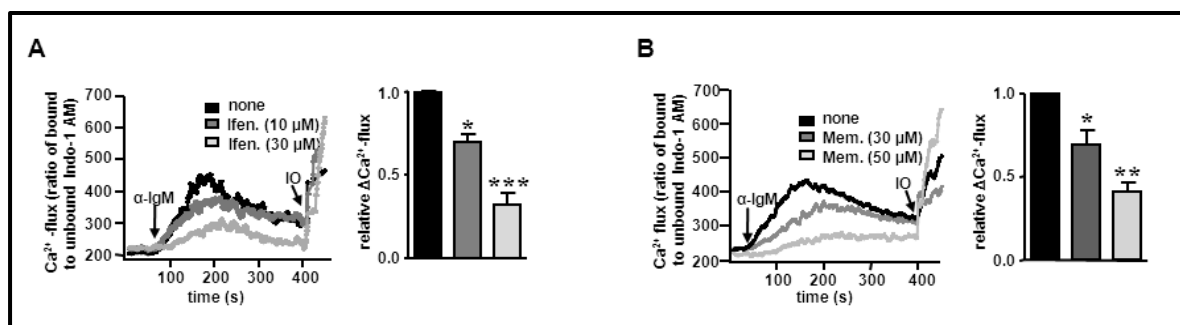 A
Ca²⁺ -flux (ratio of bound
to unbound Indo-1 AM)
700
600
500
400
300
200
none
Ifen. (10 µM)
Ifen. (30 µM)
α-IgM
IO
100 200 300 400
time (s)
relative ΔCa²⁺-flux
1.0
0.5
0.0
*
***
B
Ca²⁺ flux (ratio of bound
to unbound Indo-1 AM)
700
600
500
400
300
200
none
Mem. (30 µM)
Mem. (50 µM)
α-IgM
IO
100 200 300 400
time (s)
relative ΔCa²⁺-flux
1.0
0.5
0.0
*
**